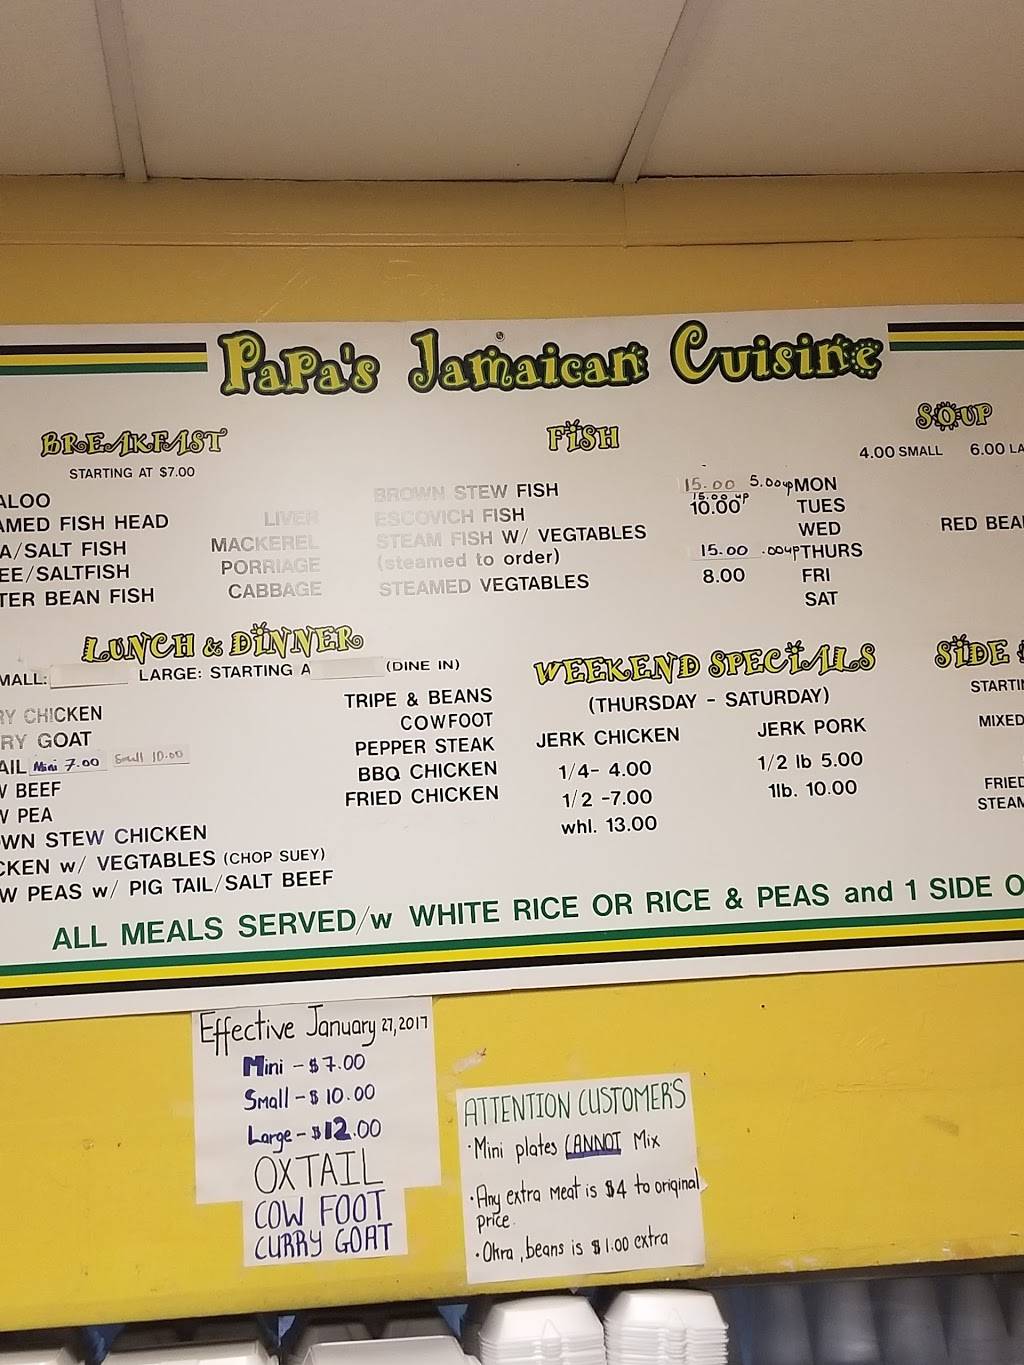 PaPa's Jamaican Cuisine
BREAKFAST
STARTING AT $7.00
ALOO
AMED FISH HEAD
A/SALT FISH
EE/SALTFISH
TER BEAN FISH
LIVER
MACKEREL
PORRIAGE
CABBAGE
FISH
BROWN STEW FISH 15.00 5.00up
ESCOVICH FISH 15.00 up 10.00
STEAM FISH W/ VEGTABLES
(steamed to order) 15.00 .00up
STEAMED VEGTABLES 8.00
SOUP
4.00 SMALL 6.00 LA
MON
TUES
WED
THURS
FRI
SAT
RED BEA
LUNCH & DINNER
MALL: LARGE: STARTING A (DINE IN)
RY CHICKEN
RY GOAT
AIL Mini 7.00 Small 10.00
W BEEF
W PEA
OWN STEW CHICKEN
CKEN w/ VEGTABLES (CHOP SUEY)
W PEAS w/ PIG TAIL/SALT BEEF
TRIPE & BEANS
COWFOOT
PEPPER STEAK
BBQ CHICKEN
FRIED CHICKEN
WEEKEND SPECIALS
(THURSDAY - SATURDAY)
JERK CHICKEN
1/4- 4.00
1/2 -7.00
whl. 13.00
JERK PORK
1/2 lb 5.00
1lb. 10.00
SIDE
STARTI
MIXED
FRIED
STEAM
ALL MEALS SERVED/w WHITE RICE OR RICE & PEAS and 1 SIDE O
Effective January 27, 2017
Mini - $7.00
Small - $10.00
Large - $12.00
OXTAIL
COW FOOT
CURRY GOAT
ATTENTION CUSTOMER'S
· Mini plates CANNOT Mix
· Any extra meat is $4 to original
price.
· Okra, beans is $1.00 extra